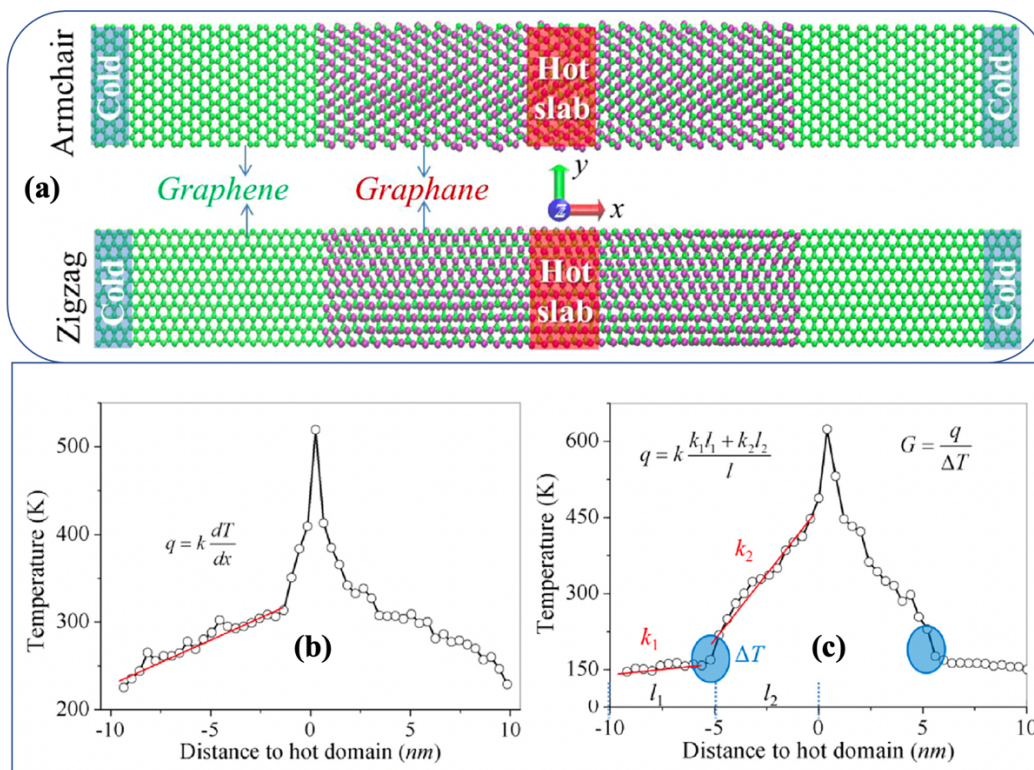 Armchair
Cold
Hot
slab
Cold
(a)
Graphene
Graphane
y
z
x
Zigzag
Cold
Hot
slab
Cold
Temperature (K)
500
400
300
200
q = k dT/dx
(b)
-10 -5 0 5 10
Distance to hot domain (nm)
Temperature (K)
600
450
300
150
0
q = k (k₁l₁ + k₂l₂)/l
G = q/ΔT
k₂
k₁
ΔT
(c)
l₁
l₂
-10 -5 0 5 10
Distance to hot domain (nm)